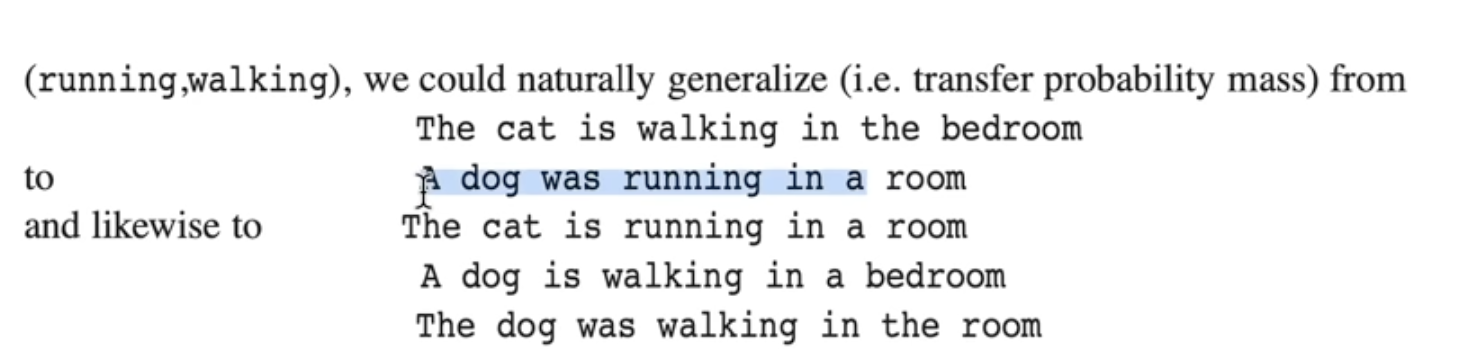 (running,walking), we could naturally generalize (i.e. transfer probability mass) from
The cat is walking in the bedroom
to A dog was running in a room
and likewise to The cat is running in a room
A dog is walking in a bedroom
The dog was walking in the room